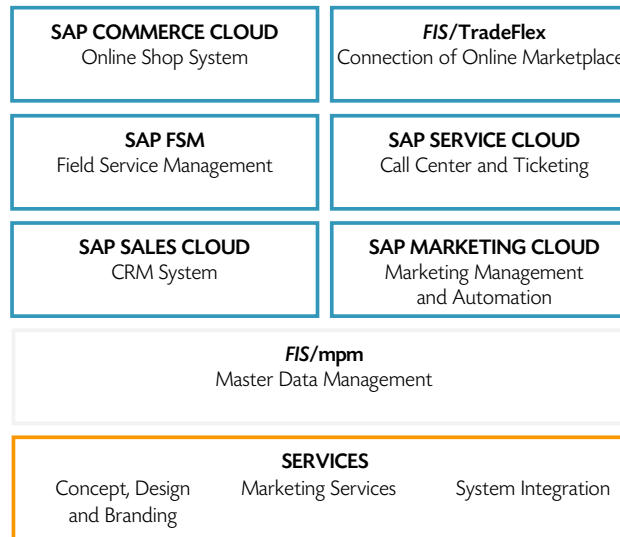 SAP COMMERCE CLOUD
Online Shop System
FIS/TradeFlex
Connection of Online Marketplace
SAP FSM
Field Service Management
SAP SERVICE CLOUD
Call Center and Ticketing
SAP SALES CLOUD
CRM System
SAP MARKETING CLOUD
Marketing Management
and Automation
FIS/mpm
Master Data Management
SERVICES
Concept, Design
and Branding
Marketing Services
System Integration